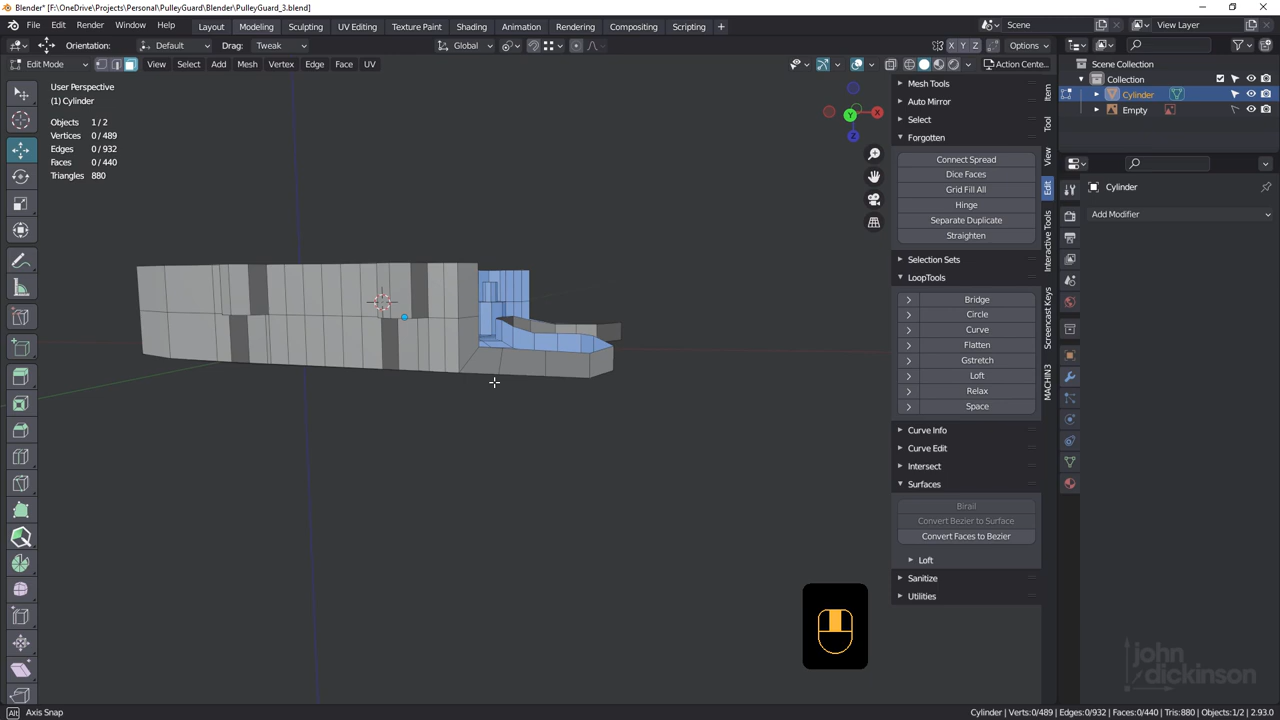 Blender* [F:\OneDrive\Projects\Personal\PulleyGuard\Blender\PulleyGuard_3.blend]
File Edit Render Window Help Layout Modeling Sculpting UV Editing Texture Paint Shading Animation Rendering Compositing Scripting + Scene View Layer
Orientation: Default Drag: Tweak Global X Y Z Options
Edit Mode View Select Add Mesh Vertex Edge Face UV Action Cente...
User Perspective
(1) Cylinder
Objects 1 / 2
Vertices 0 / 489
Edges 0 / 932
Faces 0 / 440
Triangles 880
X
Y
Z
Mesh Tools
Auto Mirror
Select
Forgotten
Connect Spread
Dice Faces
Grid Fill All
Hinge
Separate Duplicate
Straighten
Selection Sets
LoopTools
Bridge
Circle
Curve
Flatten
Gstretch
Loft
Relax
Space
Curve Info
Curve Edit
Intersect
Surfaces
Birail
Convert Bezier to Surface
Convert Faces to Bezier
Loft
Sanitize
Utilities
Item
Tool
View
Edit
Interactive Tools
Screencast Keys
MACHIN3
Scene Collection
Collection
Cylinder
Empty
Cylinder
Add Modifier
john
dickinson
Alt Axis Snap
Cylinder | Verts:0/489 | Edges:0/932 | Faces:0/440 | Tris:880 | Objects:1/2 | 2.93.0